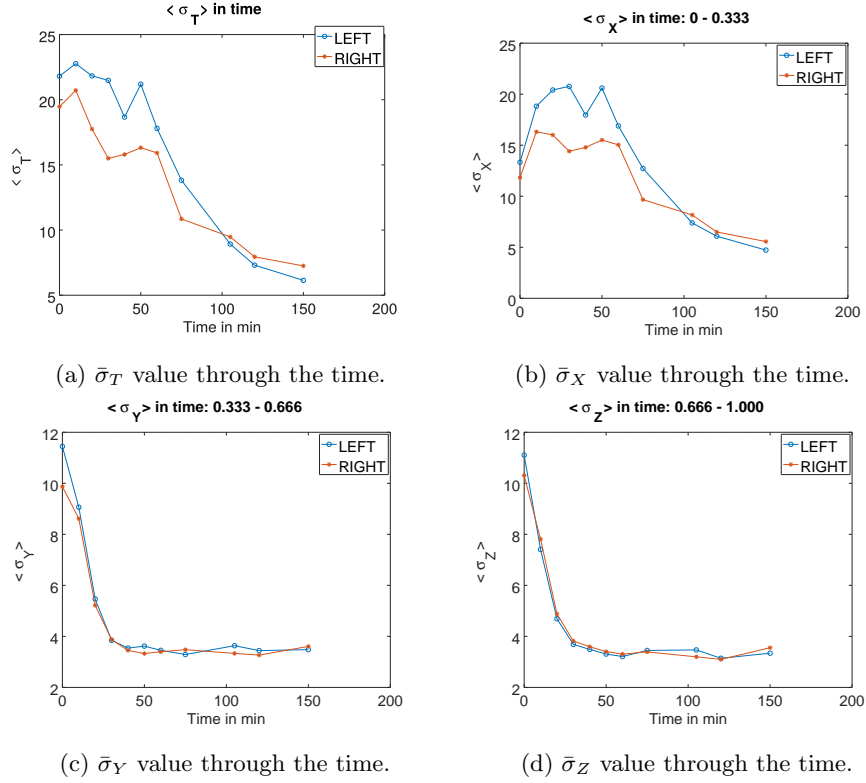 < σ_T> in time
25
20
15
10
5
0 50 100 150 200
< σ_T>
Time in min
LEFT
RIGHT
(a) σ̄_T value through the time.
< σ_X> in time: 0 - 0.333
25
20
15
10
5
0
0 50 100 150 200
< σ_X>
Time in min
LEFT
RIGHT
(b) σ̄_X value through the time.
< σ_Y> in time: 0.333 - 0.666
12
10
8
6
4
2
0 50 100 150 200
< σ_Y>
Time in min
LEFT
RIGHT
(c) σ̄_Y value through the time.
< σ_Z> in time: 0.666 - 1.000
12
10
8
6
4
2
0 50 100 150 200
< σ_Z>
Time in min
LEFT
RIGHT
(d) σ̄_Z value through the time.